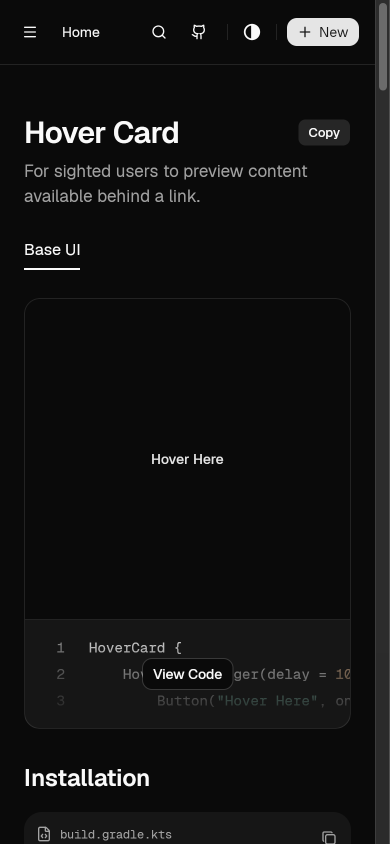 Home
New
Hover Card
Copy
For sighted users to preview content
available behind a link.
Base UI
Hover Here
1 HoverCard {
2 Ho View Code ger(delay = 10
3 Button("Hover Here", on
Installation
build.gradle.kts